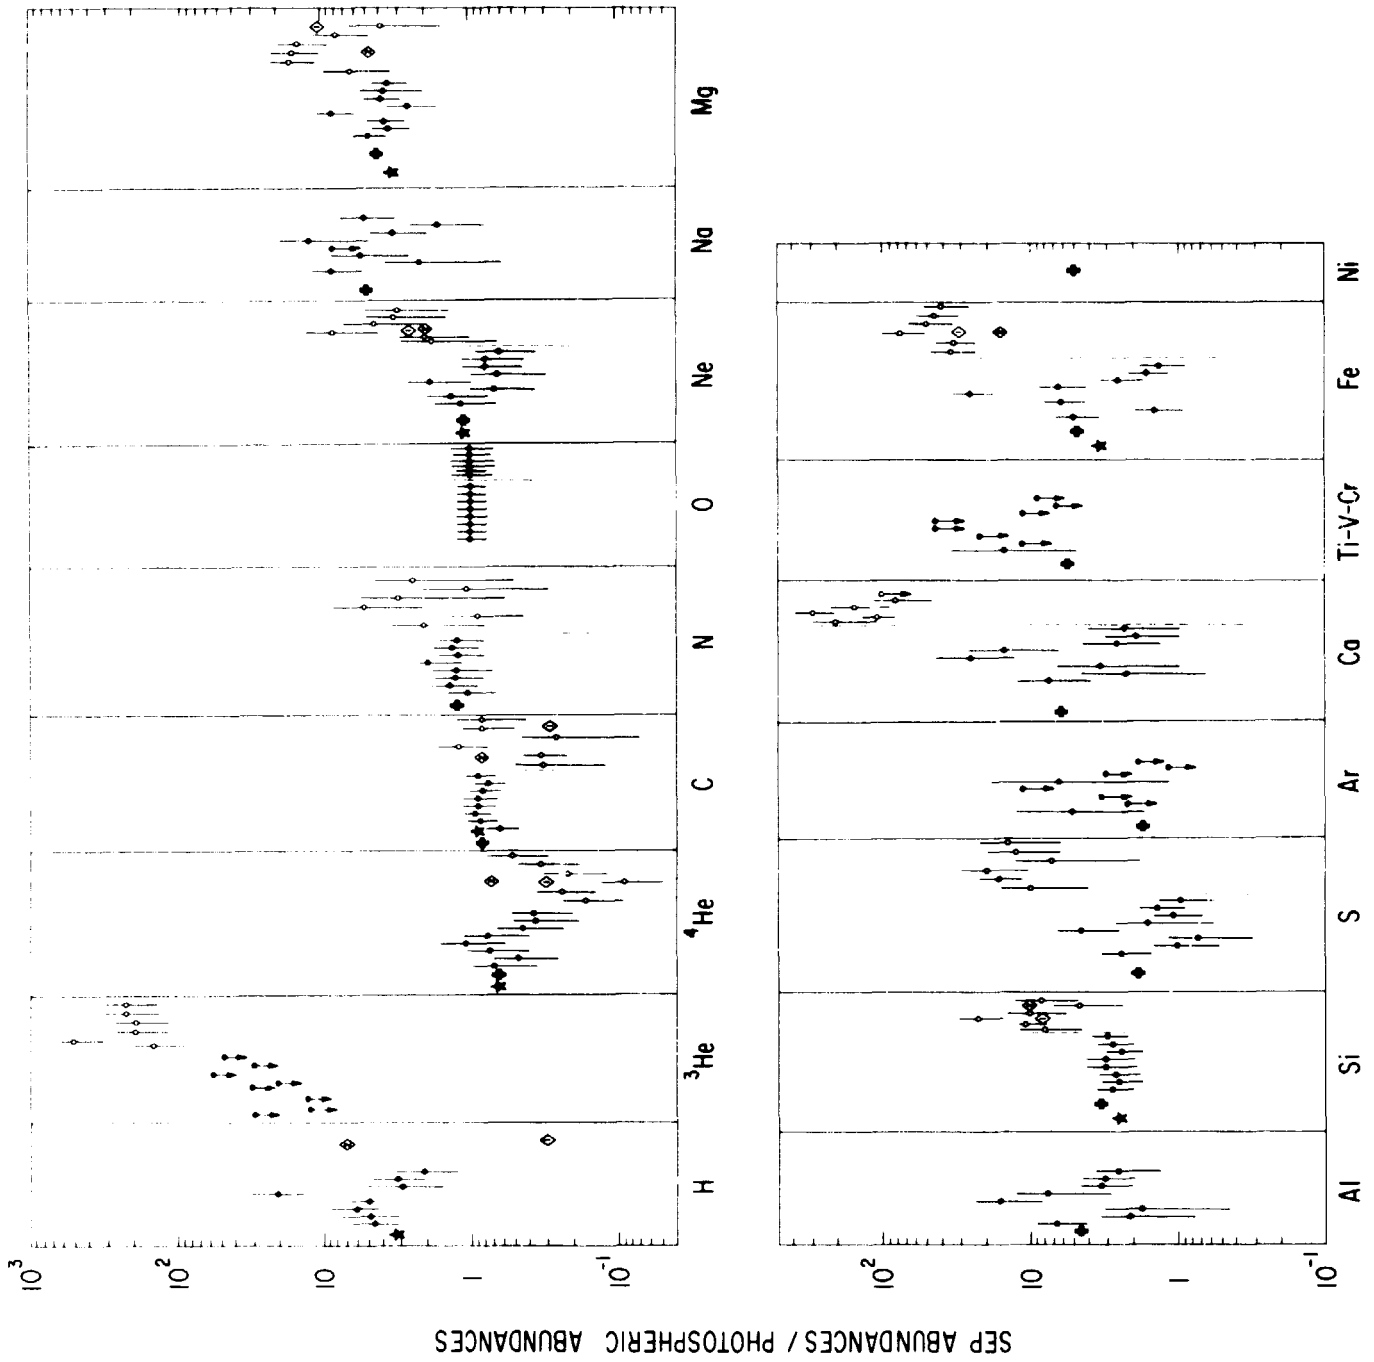 SEP ABUNDANCES / PHOTOSPHERIC ABUNDANCES
10³
10²
10
1
10⁻¹
H
³He
⁴He
C
N
O
Ne
Na
Mg
10²
10
1
10⁻¹
Al
Si
S
Ar
Ca
Ti-V-Cr
Fe
Ni